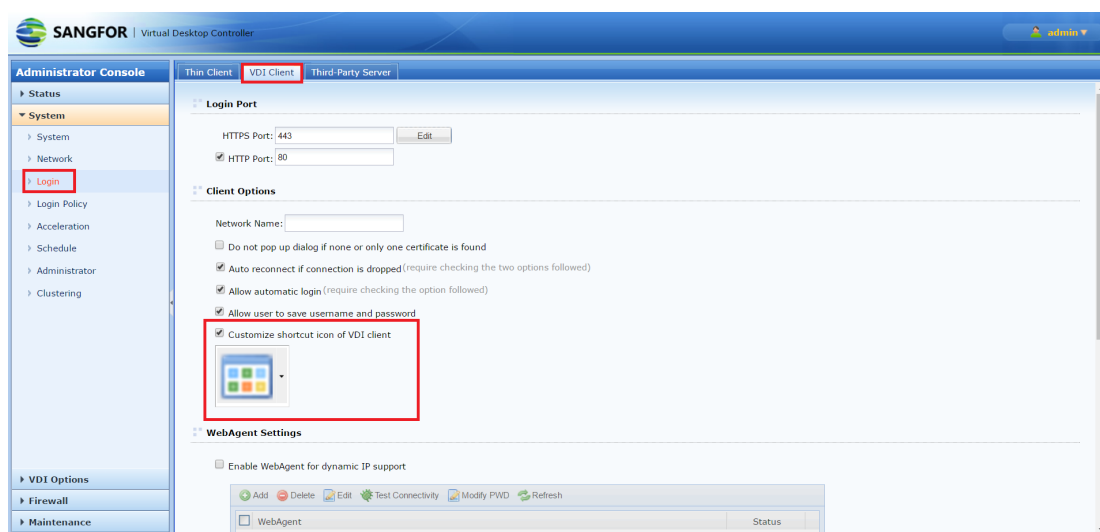 SANGFOR | Virtual Desktop Controller
admin
Administrator Console
Thin Client VDI Client Third-Party Server
Status
System
System
Network
Login
Login Policy
Acceleration
Schedule
Administrator
Clustering
VDI Options
Firewall
Maintenance
Login Port
HTTPS Port: 443 Edit
HTTP Port: 80
Client Options
Network Name:
Do not pop up dialog if none or only one certificate is found
Auto reconnect if connection is dropped(require checking the two options followed)
Allow automatic login (require checking the option followed)
Allow user to save username and password
Customize shortcut icon of VDI client
WebAgent Settings
Enable WebAgent for dynamic IP support
Add Delete Edit Test Connectivity Modify PWD Refresh
WebAgent Status